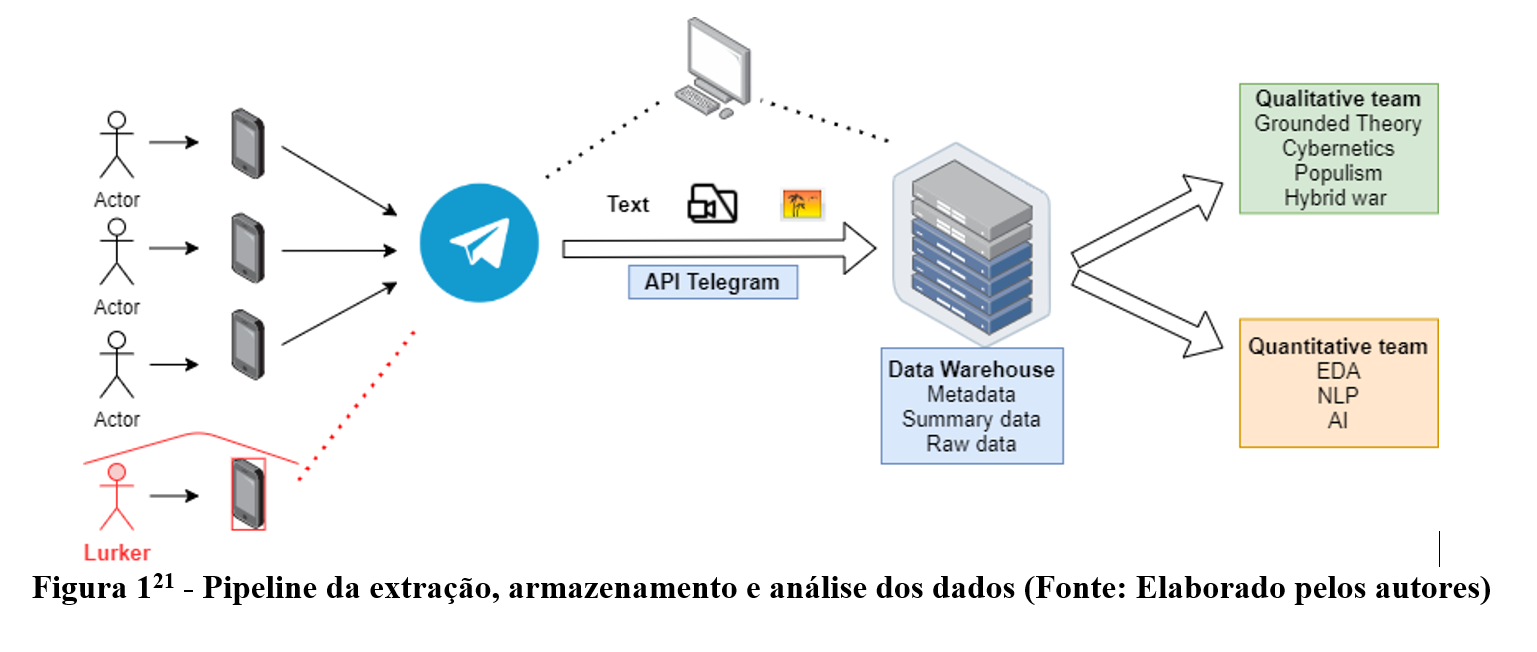 Actor
Actor
Actor
Lurker
Text
API Telegram
Data Warehouse
Metadata
Summary data
Raw data
Qualitative team
Grounded Theory
Cybernetics
Populism
Hybrid war
Quantitative team
EDA
NLP
AI
Figura 1²¹ - Pipeline da extração, armazenamento e análise dos dados (Fonte: Elaborado pelos autores)